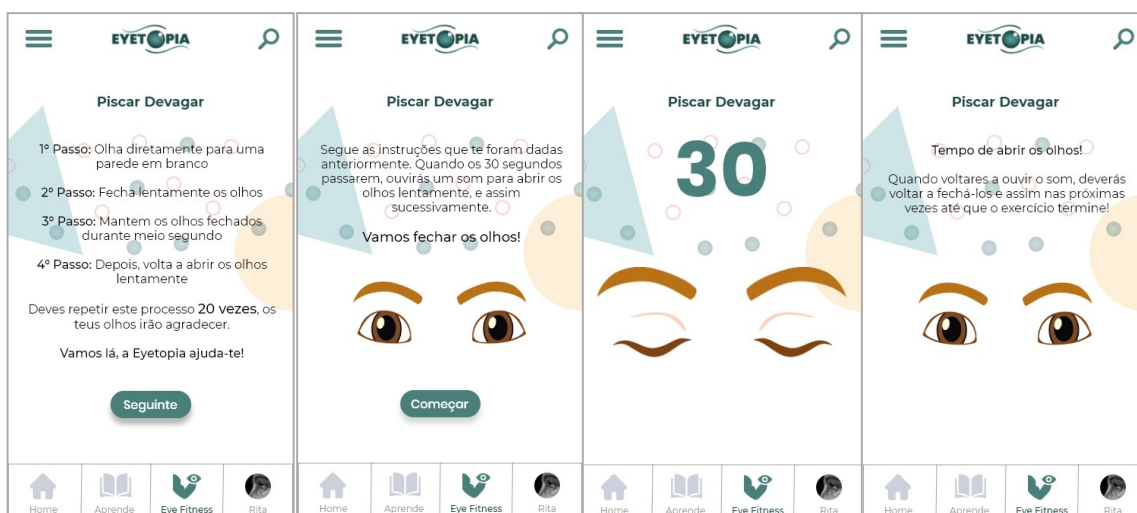 EYETOPIA
Piscar Devagar
1º Passo: Olha diretamente para uma
parede em branco
2º Passo: Fecha lentamente os olhos
3º Passo: Mantem os olhos fechados
durante meio segundo
4º Passo: Depois, volta a abrir os olhos
lentamente
Deves repetir este processo 20 vezes, os
teus olhos irão agradecer.
Vamos lá, a Eyetopia ajuda-te!
Seguinte
Home Aprende Eye Fitness Rita
EYETOPIA
Piscar Devagar
Segue as instruções que te foram dadas
anteriormente. Quando os 30 segundos
passarem, ouvirás um som para abrir os
olhos lentamente, e assim
sucessivamente.
Vamos fechar os olhos!
Começar
Home Aprende Eye Fitness Rita
EYETOPIA
Piscar Devagar
30
Home Aprende Eye Fitness Rita
EYETOPIA
Piscar Devagar
Tempo de abrir os olhos!
Quando voltares a ouvir o som, deverás
voltar a fechá-los e assim nas próximas
vezes até que o exercício termine!
Home Aprende Eye Fitness Rita